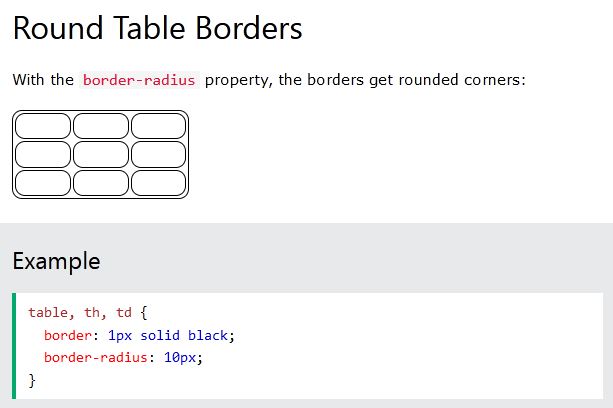 Round Table Borders
With the border-radius property, the borders get rounded corners:
Example
table, th, td {
  border: 1px solid black;
  border-radius: 10px;
}